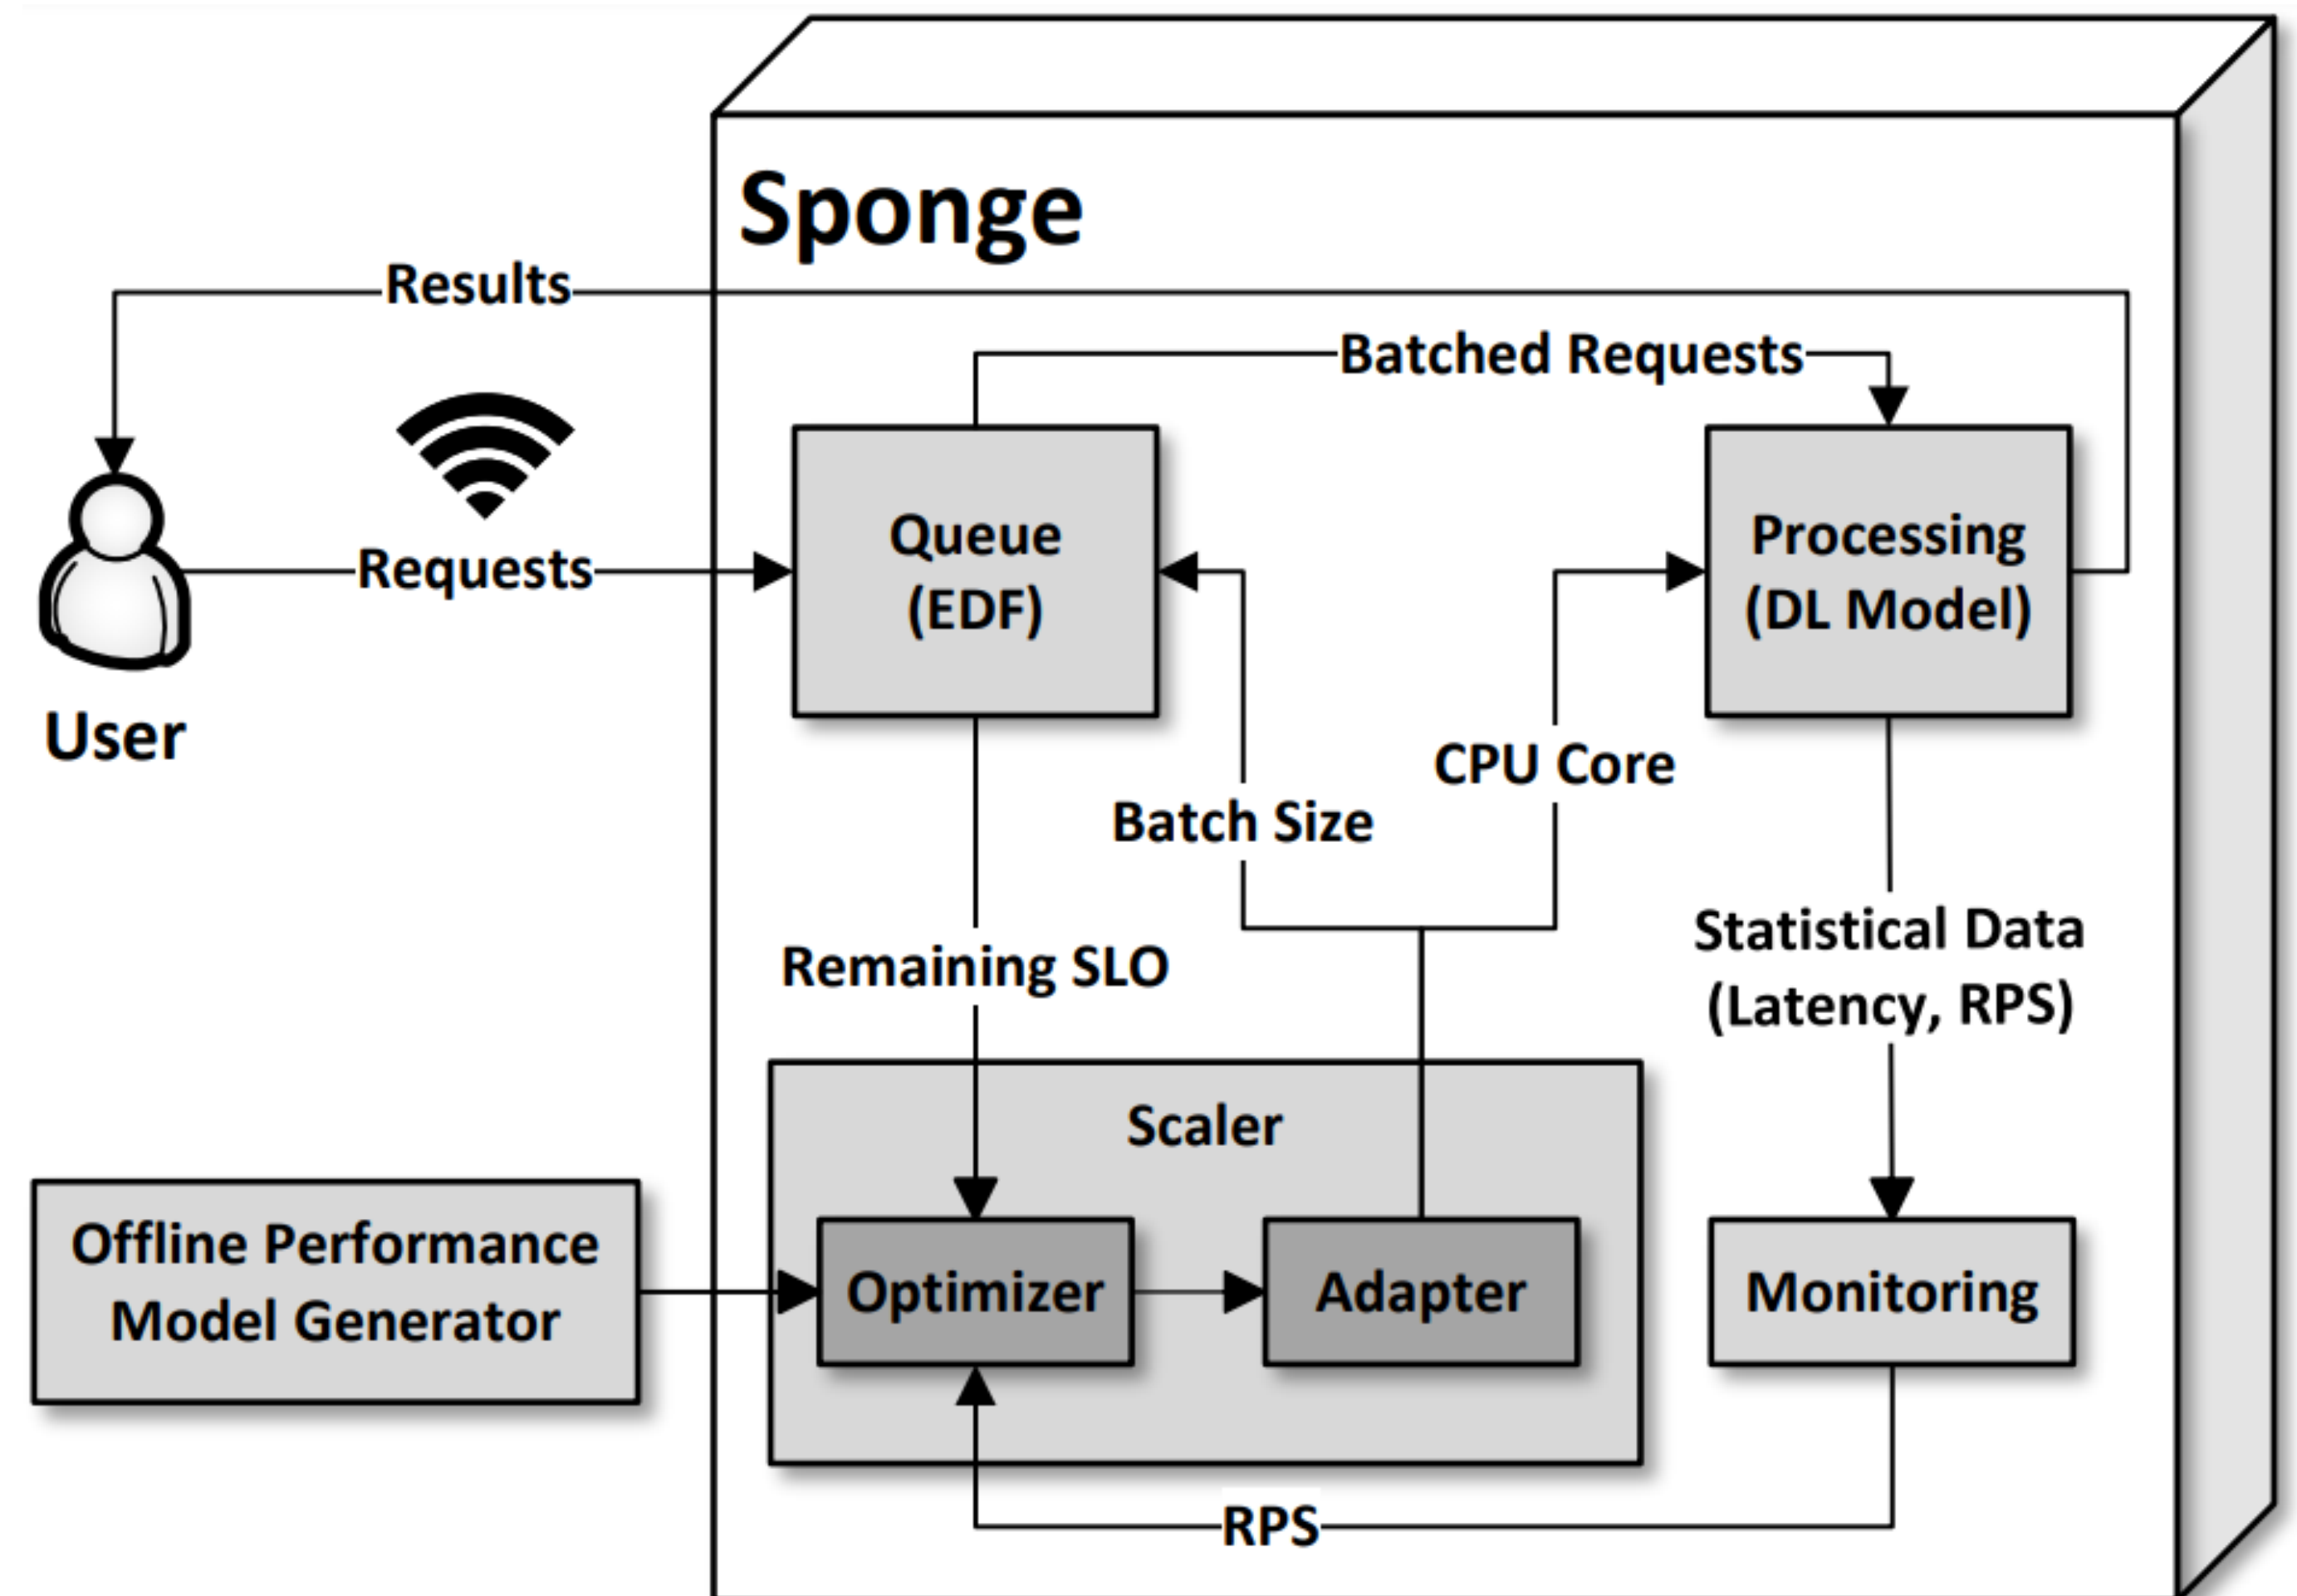 Sponge
Results
Batched Requests
Requests
Queue
(EDF)
Processing
(DL Model)
User
CPU Core
Batch Size
Remaining SLO
Statistical Data
(Latency, RPS)
Scaler
Offline Performance
Model Generator
Optimizer
Adapter
Monitoring
RPS